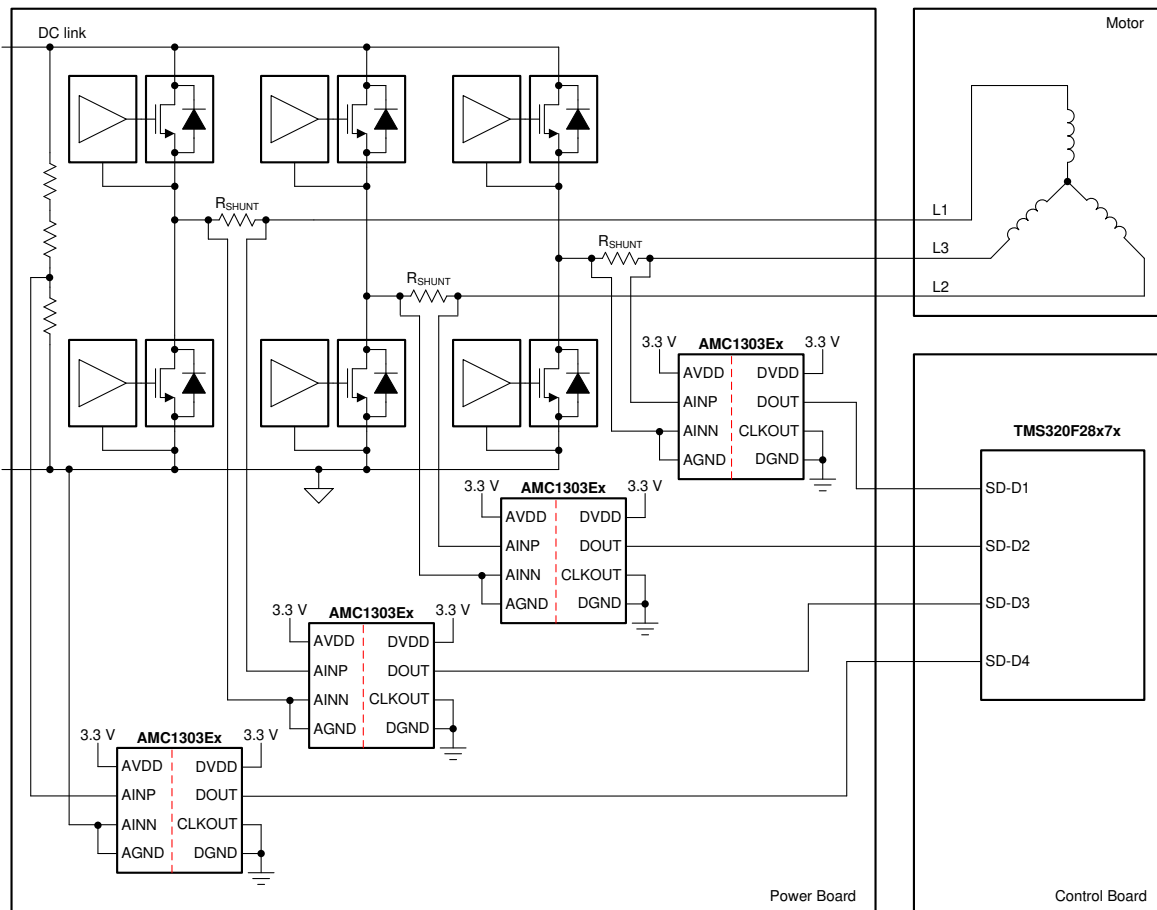 DC link
Motor
R_SHUNT
L1
R_SHUNT
L3
R_SHUNT
L2
AMC1303Ex
3.3 V
3.3 V
AVDD
DVDD
AINP
DOUT
AINN
CLKOUT
AGND
DGND
TMS320F28x7x
SD-D1
SD-D2
SD-D3
SD-D4
AMC1303Ex
3.3 V
3.3 V
AVDD
DVDD
AINP
DOUT
AINN
CLKOUT
AGND
DGND
AMC1303Ex
3.3 V
3.3 V
AVDD
DVDD
AINP
DOUT
AINN
CLKOUT
AGND
DGND
AMC1303Ex
3.3 V
3.3 V
AVDD
DVDD
AINP
DOUT
AINN
CLKOUT
AGND
DGND
Power Board
Control Board